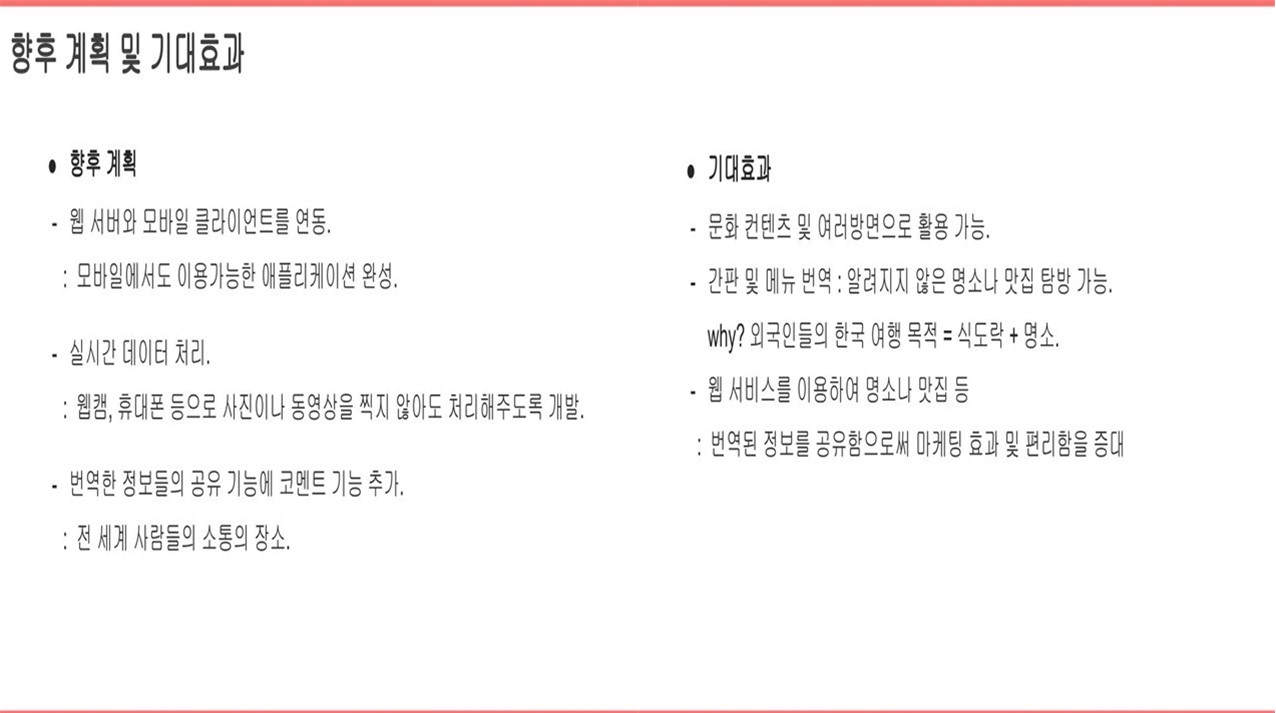 향후 계획 및 기대효과
● 향후 계획
- 웹 서버와 모바일 클라이언트를 연동.
: 모바일에서도 이용가능한 애플리케이션 완성.
- 실시간 데이터 처리.
: 웹캠, 휴대폰 등으로 사진이나 동영상을 찍지 않아도 처리해주도록 개발.
- 번역한 정보들의 공유 기능에 코멘트 기능 추가.
: 전 세계 사람들의 소통의 장소.
● 기대효과
- 문화 컨텐츠 및 여러방면으로 활용 가능.
- 간판 및 메뉴 번역 : 알려지지 않은 명소나 맛집 탐방 가능.
why? 외국인들의 한국 여행 목적 = 식도락 + 명소.
- 웹 서비스를 이용하여 명소나 맛집 등
: 번역된 정보를 공유함으로써 마케팅 효과 및 편리함을 증대